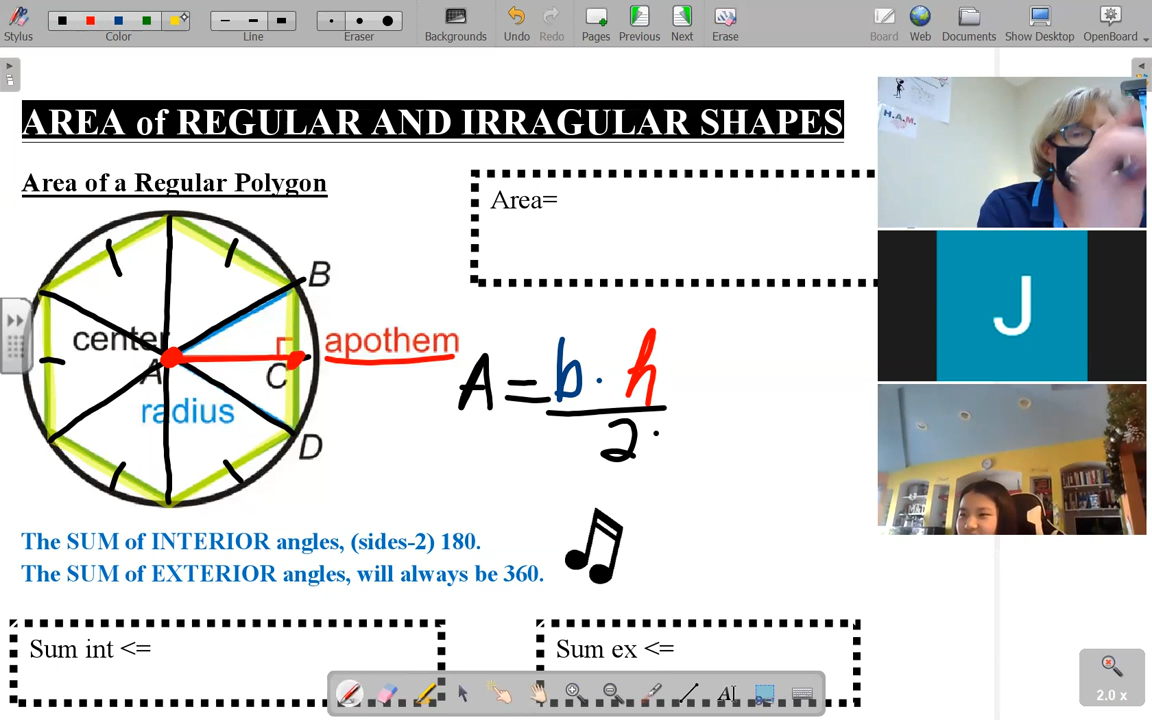 Stylus
Color
Line
Eraser
Backgrounds
Undo
Redo
Pages
Previous
Next
Erase
Board
Web
Documents
Show Desktop
OpenBoard
AREA of REGULAR AND IRRAGULAR SHAPES
Area of a Regular Polygon
Area=
H.A.M.
B
center
apothem
A
C
radius
D
A = b · h
2
J
The SUM of INTERIOR angles, (sides-2) 180.
The SUM of EXTERIOR angles, will always be 360.
Sum int <=
Sum ex <=
2.0 x